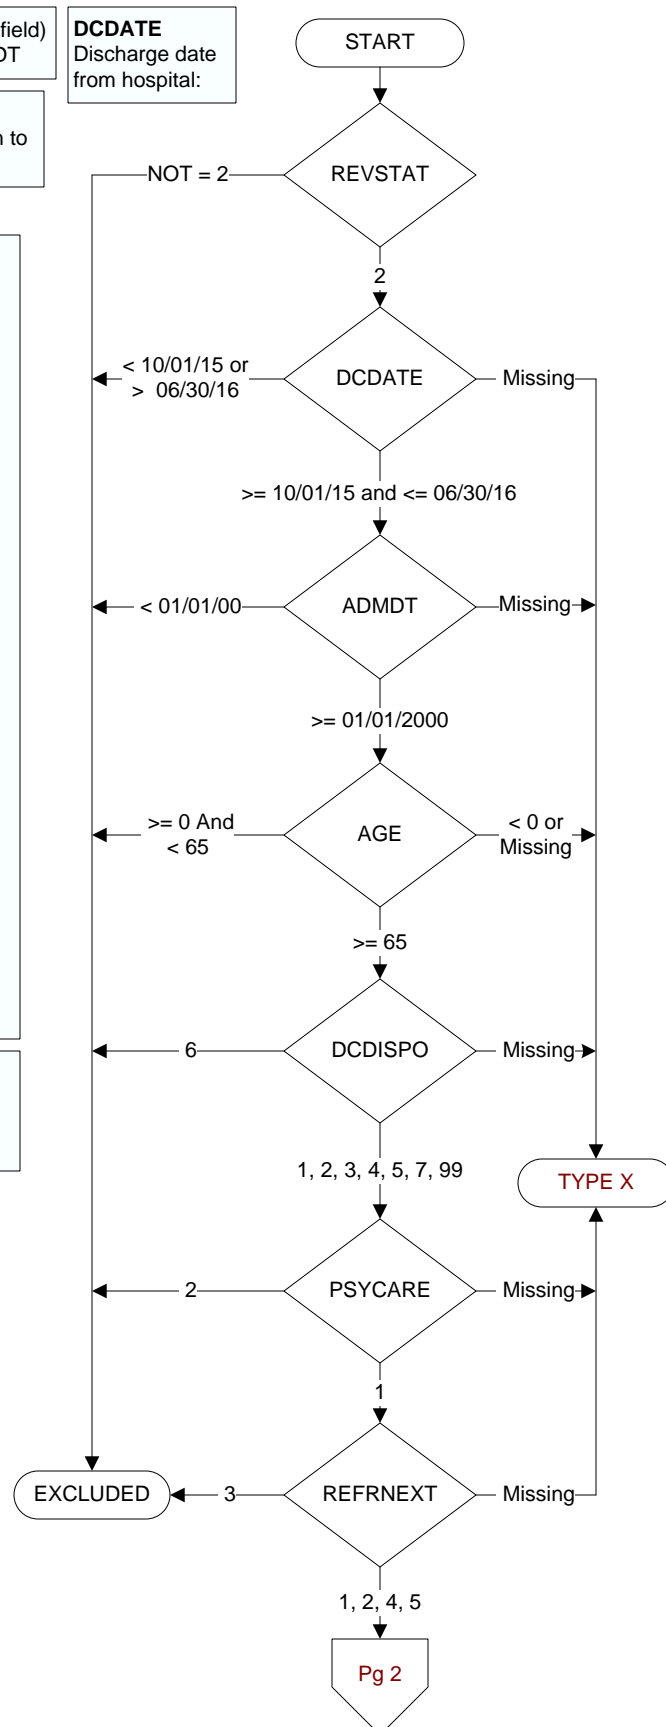 field)
OT
DCDATE
Discharge date
from hospital:
n to
START
REVSTAT
NOT = 2
2
DCDATE
< 10/01/15 or
> 06/30/16
Missing
>= 10/01/15 and <= 06/30/16
ADMDT
< 01/01/00
Missing
>= 01/01/2000
AGE
>= 0 And
< 65
< 0 or
Missing
>= 65
DCDISPO
6
Missing
1, 2, 3, 4, 5, 7, 99
TYPE X
PSYCARE
2
Missing
1
REFRNEXT
EXCLUDED
3
Missing
1, 2, 4, 5
Pg 2